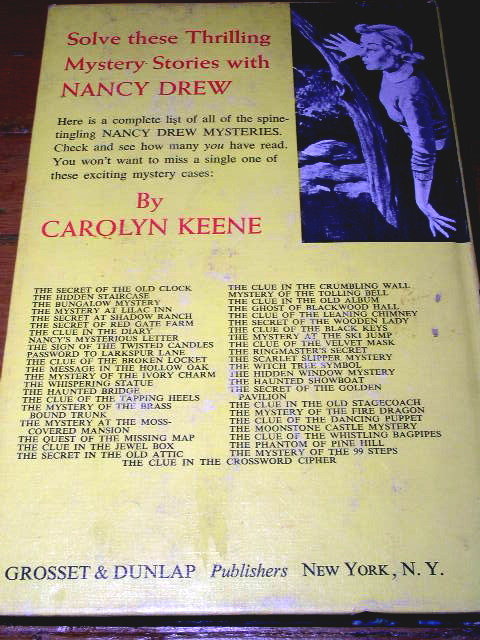 Solve these Thrilling
Mystery Stories with
NANCY DREW
Here is a complete list of all of the spine-
tingling NANCY DREW MYSTERIES.
Check and see how many you have read.
You won't want to miss a single one of
these exciting mystery cases:
By
CAROLYN KEENE
THE SECRET OF THE OLD CLOCK
THE HIDDEN STAIRCASE
THE BUNGALOW MYSTERY
THE MYSTERY AT LILAC INN
THE SECRET AT SHADOW RANCH
THE SECRET OF RED GATE FARM
THE CLUE IN THE DIARY
NANCY'S MYSTERIOUS LETTER
THE SIGN OF THE TWISTED CANDLES
PASSWORD TO LARKSPUR LANE
THE CLUE OF THE BROKEN LOCKET
THE MESSAGE IN THE HOLLOW OAK
THE MYSTERY OF THE IVORY CHARM
THE WHISPERING STATUE
THE HAUNTED BRIDGE
THE CLUE OF THE TAPPING HEELS
THE MYSTERY OF THE BRASS
BOUND TRUNK
THE MYSTERY AT THE MOSS-
COVERED MANSION
THE QUEST OF THE MISSING MAP
THE CLUE IN THE JEWEL BOX
THE SECRET IN THE OLD ATTIC
THE CLUE IN THE CRUMBLING WALL
MYSTERY OF THE TOLLING BELL
THE CLUE IN THE OLD ALBUM
THE GHOST OF BLACKWOOD HALL
THE CLUE OF THE LEANING CHIMNEY
THE SECRET OF THE WOODEN LADY
THE CLUE OF THE BLACK KEYS
THE MYSTERY AT THE SKI JUMP
THE CLUE OF THE VELVET MASK
THE RINGMASTER'S SECRET
THE SCARLET SLIPPER MYSTERY
THE WITCH TREE SYMBOL
THE HIDDEN WINDOW MYSTERY
THE HAUNTED SHOWBOAT
THE SECRET OF THE GOLDEN
PAVILION
THE CLUE IN THE OLD STAGECOACH
THE MYSTERY OF THE FIRE DRAGON
THE CLUE OF THE DANCING PUPPET
THE MOONSTONE CASTLE MYSTERY
THE CLUE OF THE WHISTLING BAGPIPES
THE PHANTOM OF PINE HILL
THE MYSTERY OF THE 99 STEPS
THE CLUE IN THE CROSSWORD CIPHER
GROSSET & DUNLAP Publishers NEW YORK, N. Y.